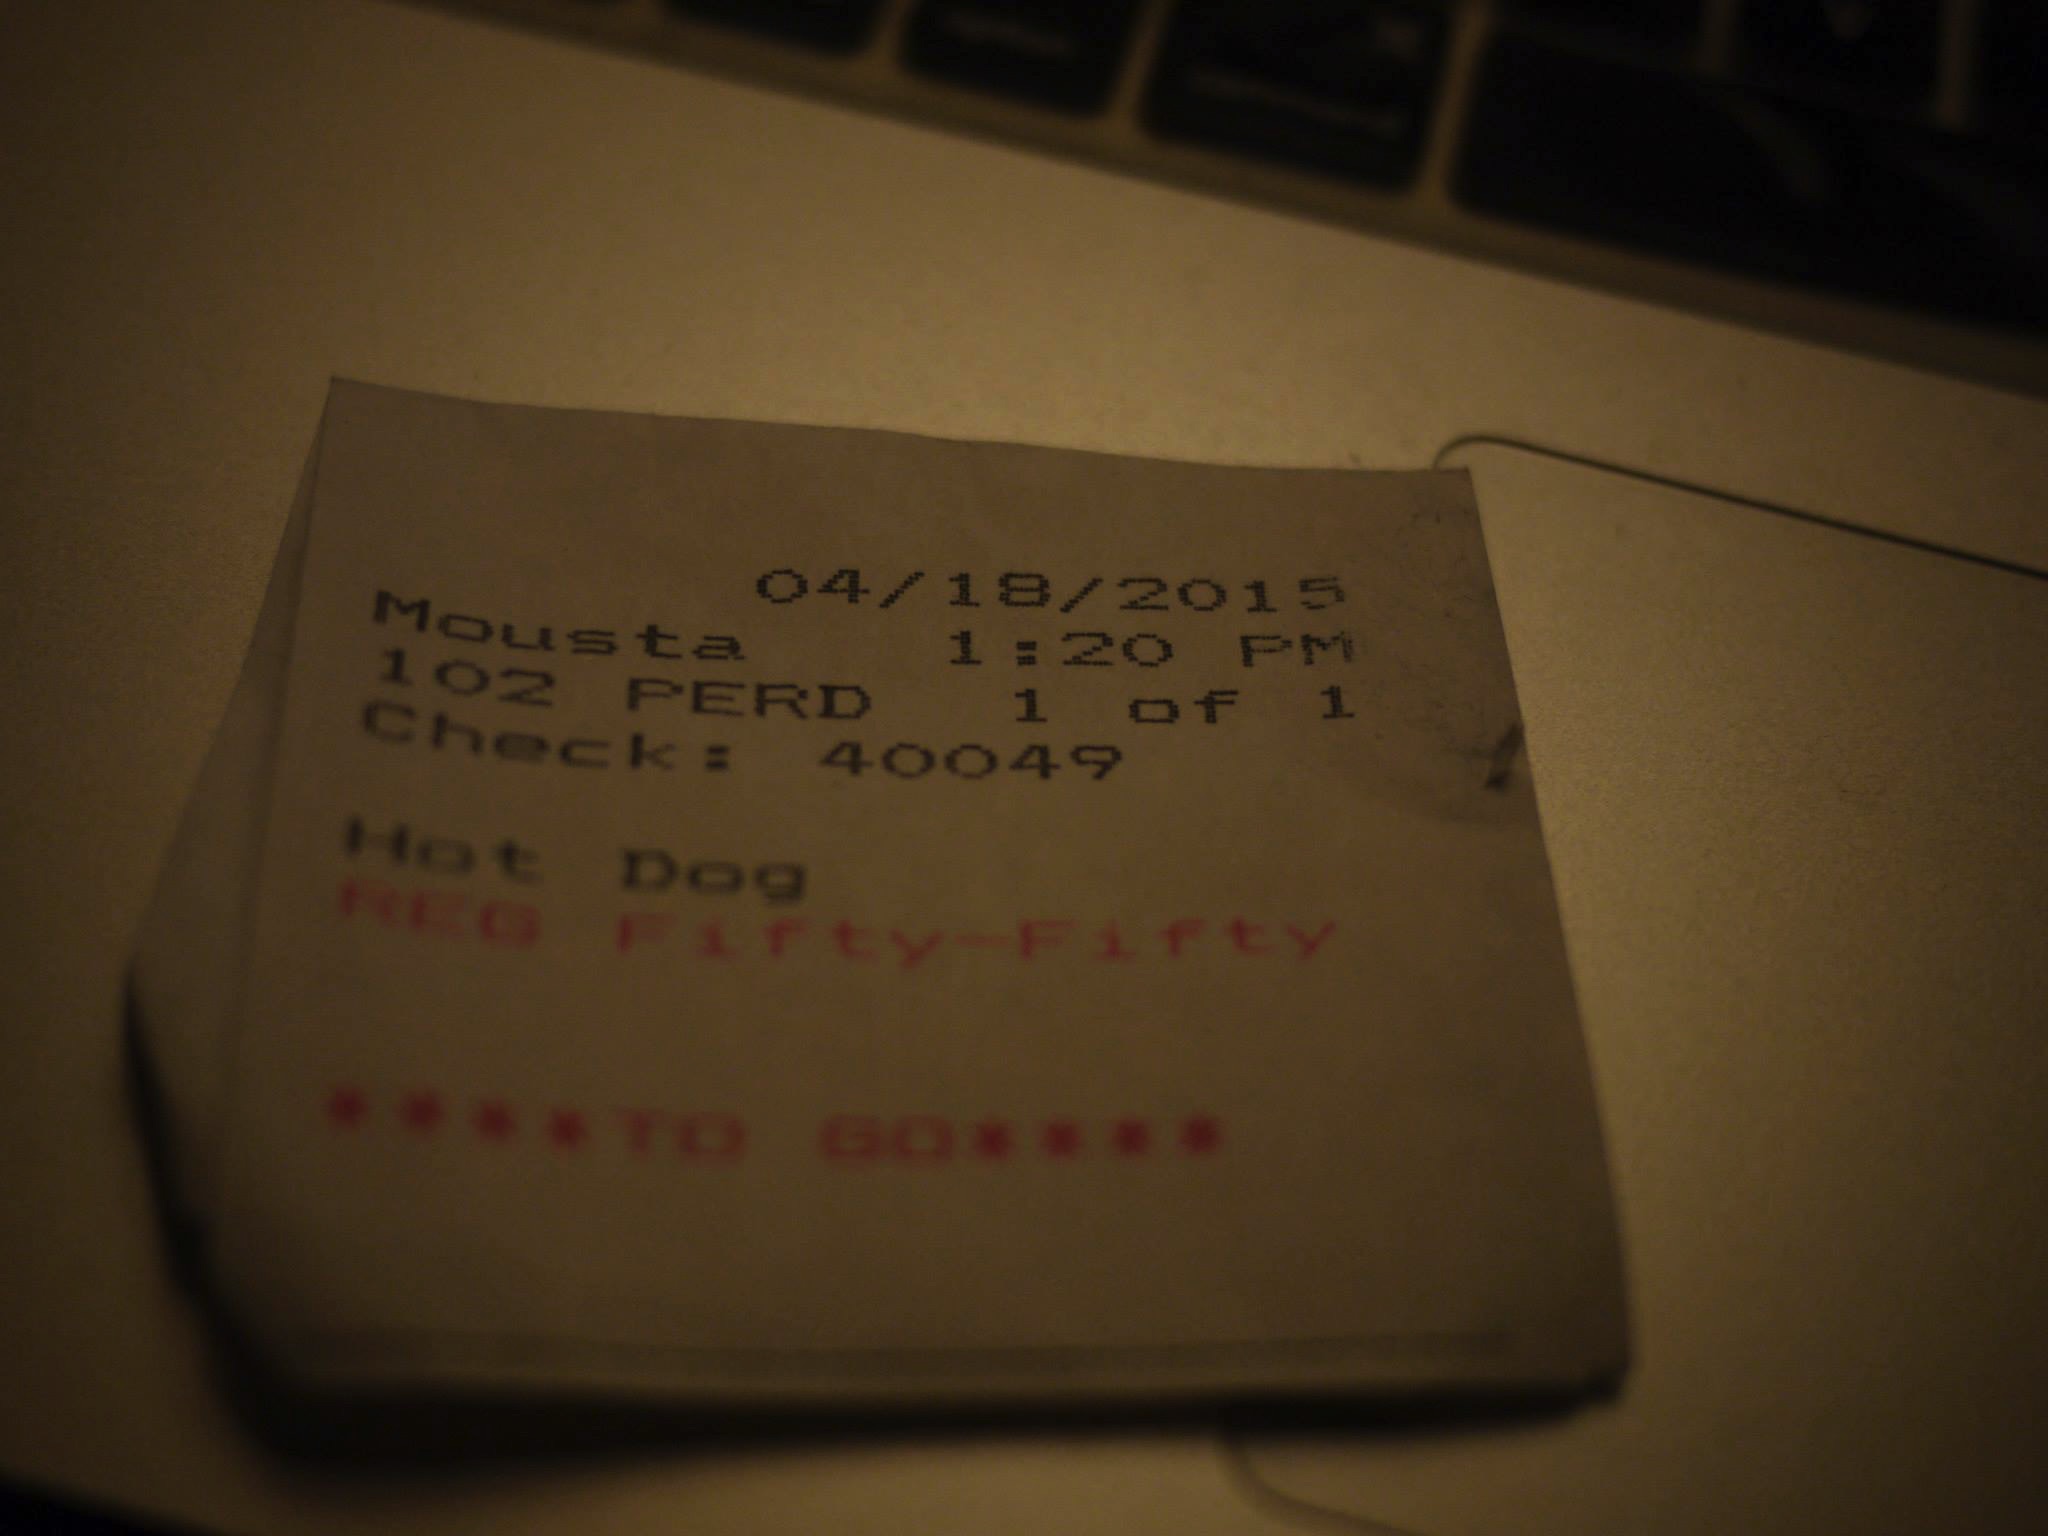 04/18/2015
Mousta 1:20 PM
102 PERD 1 of 1
Check: 40049
Hot Dog
REG Fifty-Fifty
****TO GO****